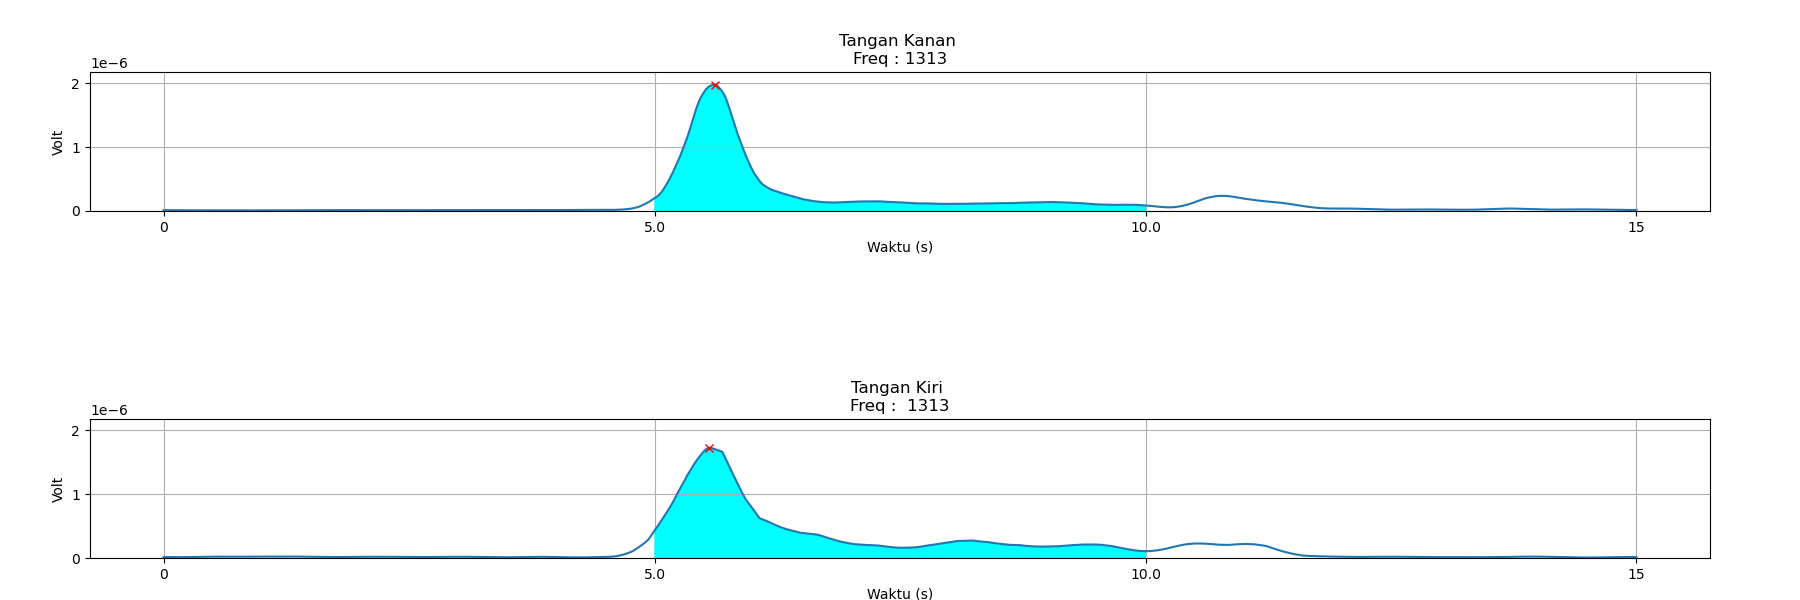 Tangan Kanan
Freq : 1313
1e−6
2
1
0
Volt
0 5.0 10.0 15
Waktu (s)
Tangan Kiri
Freq :  1313
1e−6
2
1
0
Volt
0 5.0 10.0 15
Waktu (s)